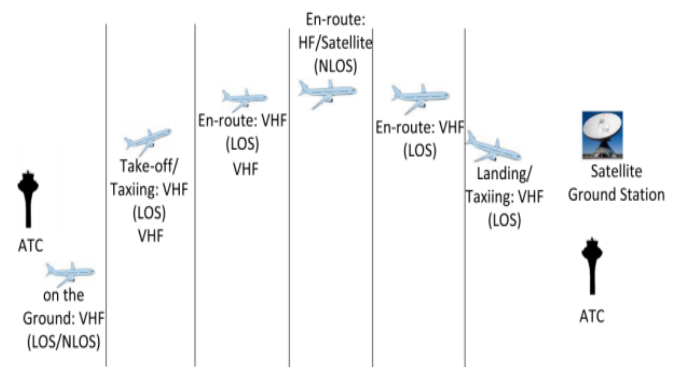 ATC
on the
Ground: VHF
(LOS/NLOS)
Take-off/
Taxiing: VHF
(LOS)
VHF
En-route: VHF
(LOS)
VHF
En-route:
HF/Satellite
(NLOS)
En-route: VHF
(LOS)
Landing/
Taxiing: VHF
(LOS)
Satellite
Ground Station
ATC